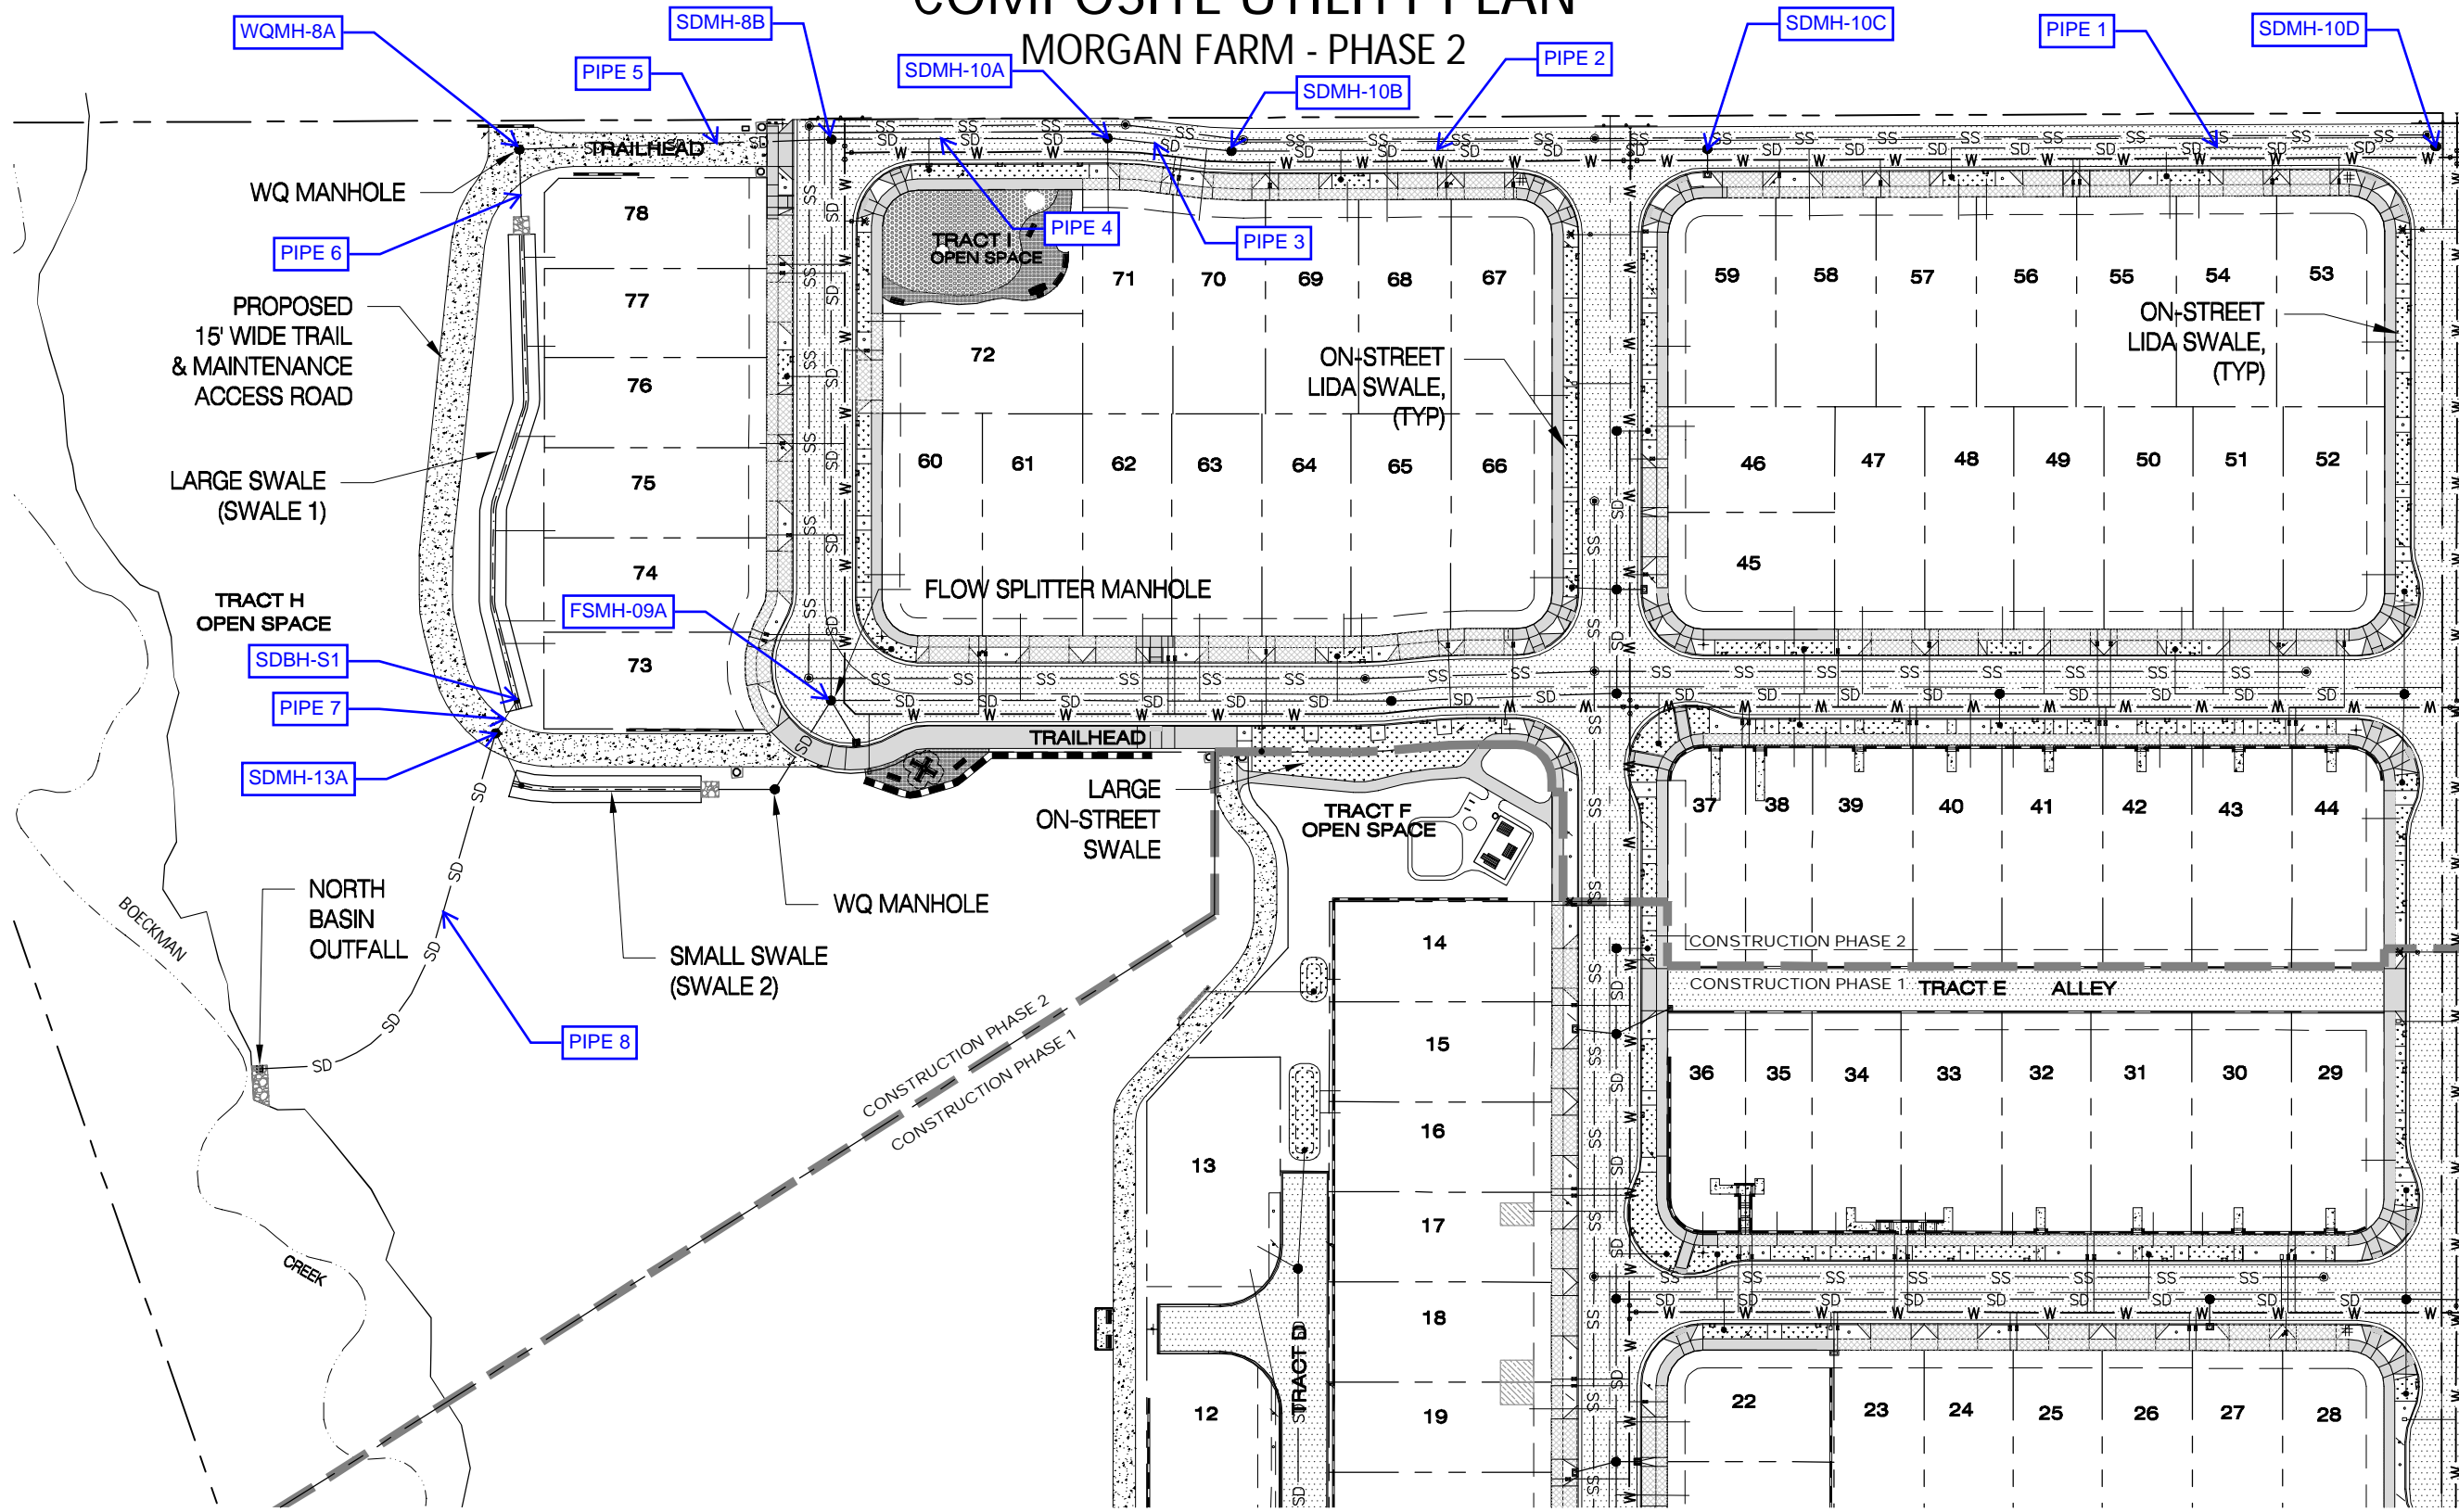 COMPOSITE UTILITY PLAN
MORGAN FARM - PHASE 2
WQMH-8A
SDMH-8B
PIPE 5
SDMH-10A
SDMH-10B
PIPE 2
SDMH-10C
PIPE 1
SDMH-10D
TRAILHEAD
WQ MANHOLE
PIPE 6
PIPE 4
PIPE 3
TRACT I
OPEN SPACE
PROPOSED
15' WIDE TRAIL
& MAINTENANCE
ACCESS ROAD
LARGE SWALE
(SWALE 1)
TRACT H
OPEN SPACE
78
77
76
75
74
73
71
70
69
68
67
72
60
61
62
63
64
65
66
ON-STREET
LIDA SWALE,
(TYP)
59
58
57
56
55
54
53
ON-STREET
LIDA SWALE,
(TYP)
46
47
48
49
50
51
52
45
FLOW SPLITTER MANHOLE
FSMH-09A
SDBH-S1
PIPE 7
SDMH-13A
TRAILHEAD
LARGE
ON-STREET
SWALE
TRACT F
OPEN SPACE
WQ MANHOLE
SMALL SWALE
(SWALE 2)
NORTH
BASIN
OUTFALL
PIPE 8
BOECKMAN
CREEK
37
38
39
40
41
42
43
44
CONSTRUCTION PHASE 2
CONSTRUCTION PHASE 1
TRACT E ALLEY
CONSTRUCTION PHASE 2
CONSTRUCTION PHASE 1
14
15
16
17
18
19
13
12
TRACT D
36
35
34
33
32
31
30
29
22
23
24
25
26
27
28
SS
SD
W